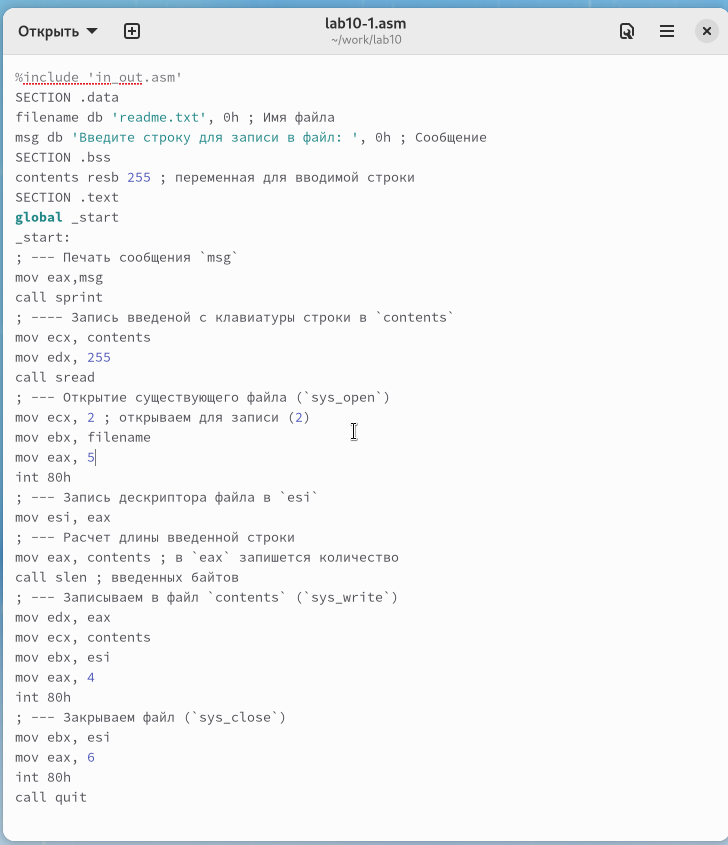 Открыть
lab10-1.asm
~/work/lab10
%include 'in_out.asm'
SECTION .data
filename db 'readme.txt', 0h ; Имя файла
msg db 'Введите строку для записи в файл: ', 0h ; Сообщение
SECTION .bss
contents resb 255 ; переменная для вводимой строки
SECTION .text
global _start
_start:
; --- Печать сообщения `msg`
mov eax,msg
call sprint
; ---- Запись введеной с клавиатуры строки в `contents`
mov ecx, contents
mov edx, 255
call sread
; --- Открытие существующего файла (`sys_open`)
mov ecx, 2 ; открываем для записи (2)
mov ebx, filename
mov eax, 5
int 80h
; --- Запись дескриптора файла в `esi`
mov esi, eax
; --- Расчет длины введенной строки
mov eax, contents ; в `eax` запишется количество
call slen ; введенных байтов
; --- Записываем в файл `contents` (`sys_write`)
mov edx, eax
mov ecx, contents
mov ebx, esi
mov eax, 4
int 80h
; --- Закрываем файл (`sys_close`)
mov ebx, esi
mov eax, 6
int 80h
call quit